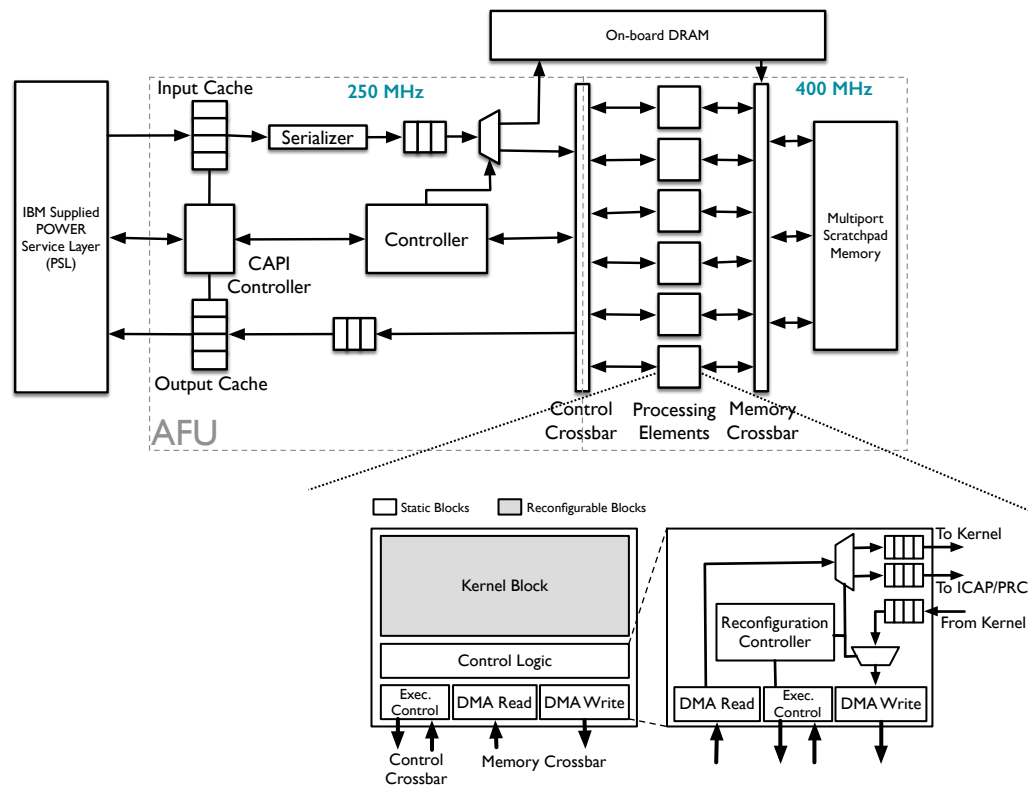 On-board DRAM
Input Cache
250 MHz
400 MHz
Serializer
IBM Supplied
POWER
Service Layer
(PSL)
Controller
Multiport
Scratchpad
Memory
CAPI
Controller
Output Cache
AFU
Control
Crossbar
Processing
Elements
Memory
Crossbar
Static Blocks
Reconfigurable Blocks
Kernel Block
Control Logic
Exec.
Control
DMA Read
DMA Write
Control
Crossbar
Memory Crossbar
To Kernel
To ICAP/PRC
From Kernel
Reconfiguration
Controller
DMA Read
Exec.
Control
DMA Write